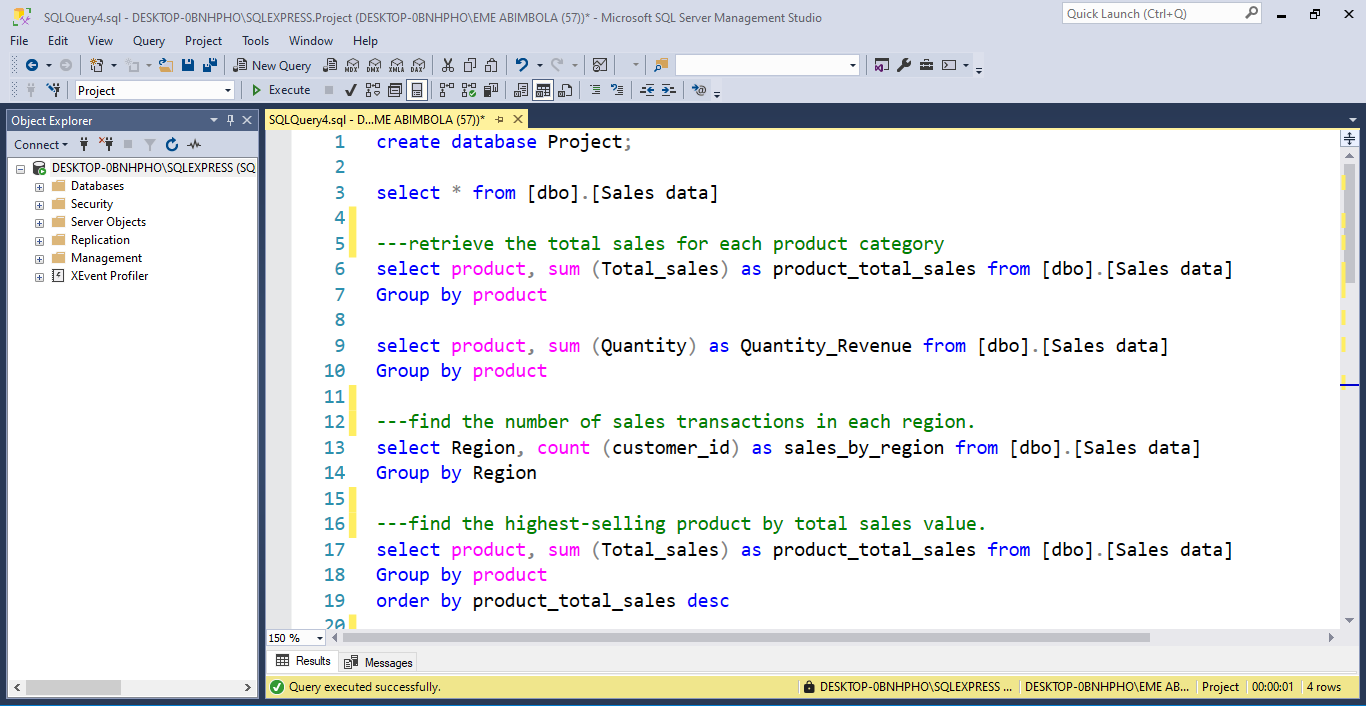 SQLQuery4.sql - DESKTOP-0BNHPHO\SQLEXPRESS.Project (DESKTOP-0BNHPHO\EME ABIMBOLA (57))* - Microsoft SQL Server Management Studio
Quick Launch (Ctrl+Q)
File Edit View Query Project Tools Window Help
New Query MDX DMX XMLA DAX
Project Execute
Object Explorer
SQLQuery4.sql - D...ME ABIMBOLA (57))*
Connect
DESKTOP-0BNHPHO\SQLEXPRESS (SQ
Databases
Security
Server Objects
Replication
Management
XEvent Profiler
1 create database Project;
2
3 select * from [dbo].[Sales data]
4
5 ---retrieve the total sales for each product category
6 select product, sum (Total_sales) as product_total_sales from [dbo].[Sales data]
7 Group by product
8
9 select product, sum (Quantity) as Quantity_Revenue from [dbo].[Sales data]
10 Group by product
11
12 ---find the number of sales transactions in each region.
13 select Region, count (customer_id) as sales_by_region from [dbo].[Sales data]
14 Group by Region
15
16 ---find the highest-selling product by total sales value.
17 select product, sum (Total_sales) as product_total_sales from [dbo].[Sales data]
18 Group by product
19 order by product_total_sales desc
20
150 %
Results Messages
Query executed successfully. DESKTOP-0BNHPHO\SQLEXPRESS ... DESKTOP-0BNHPHO\EME AB... Project 00:00:01 4 rows